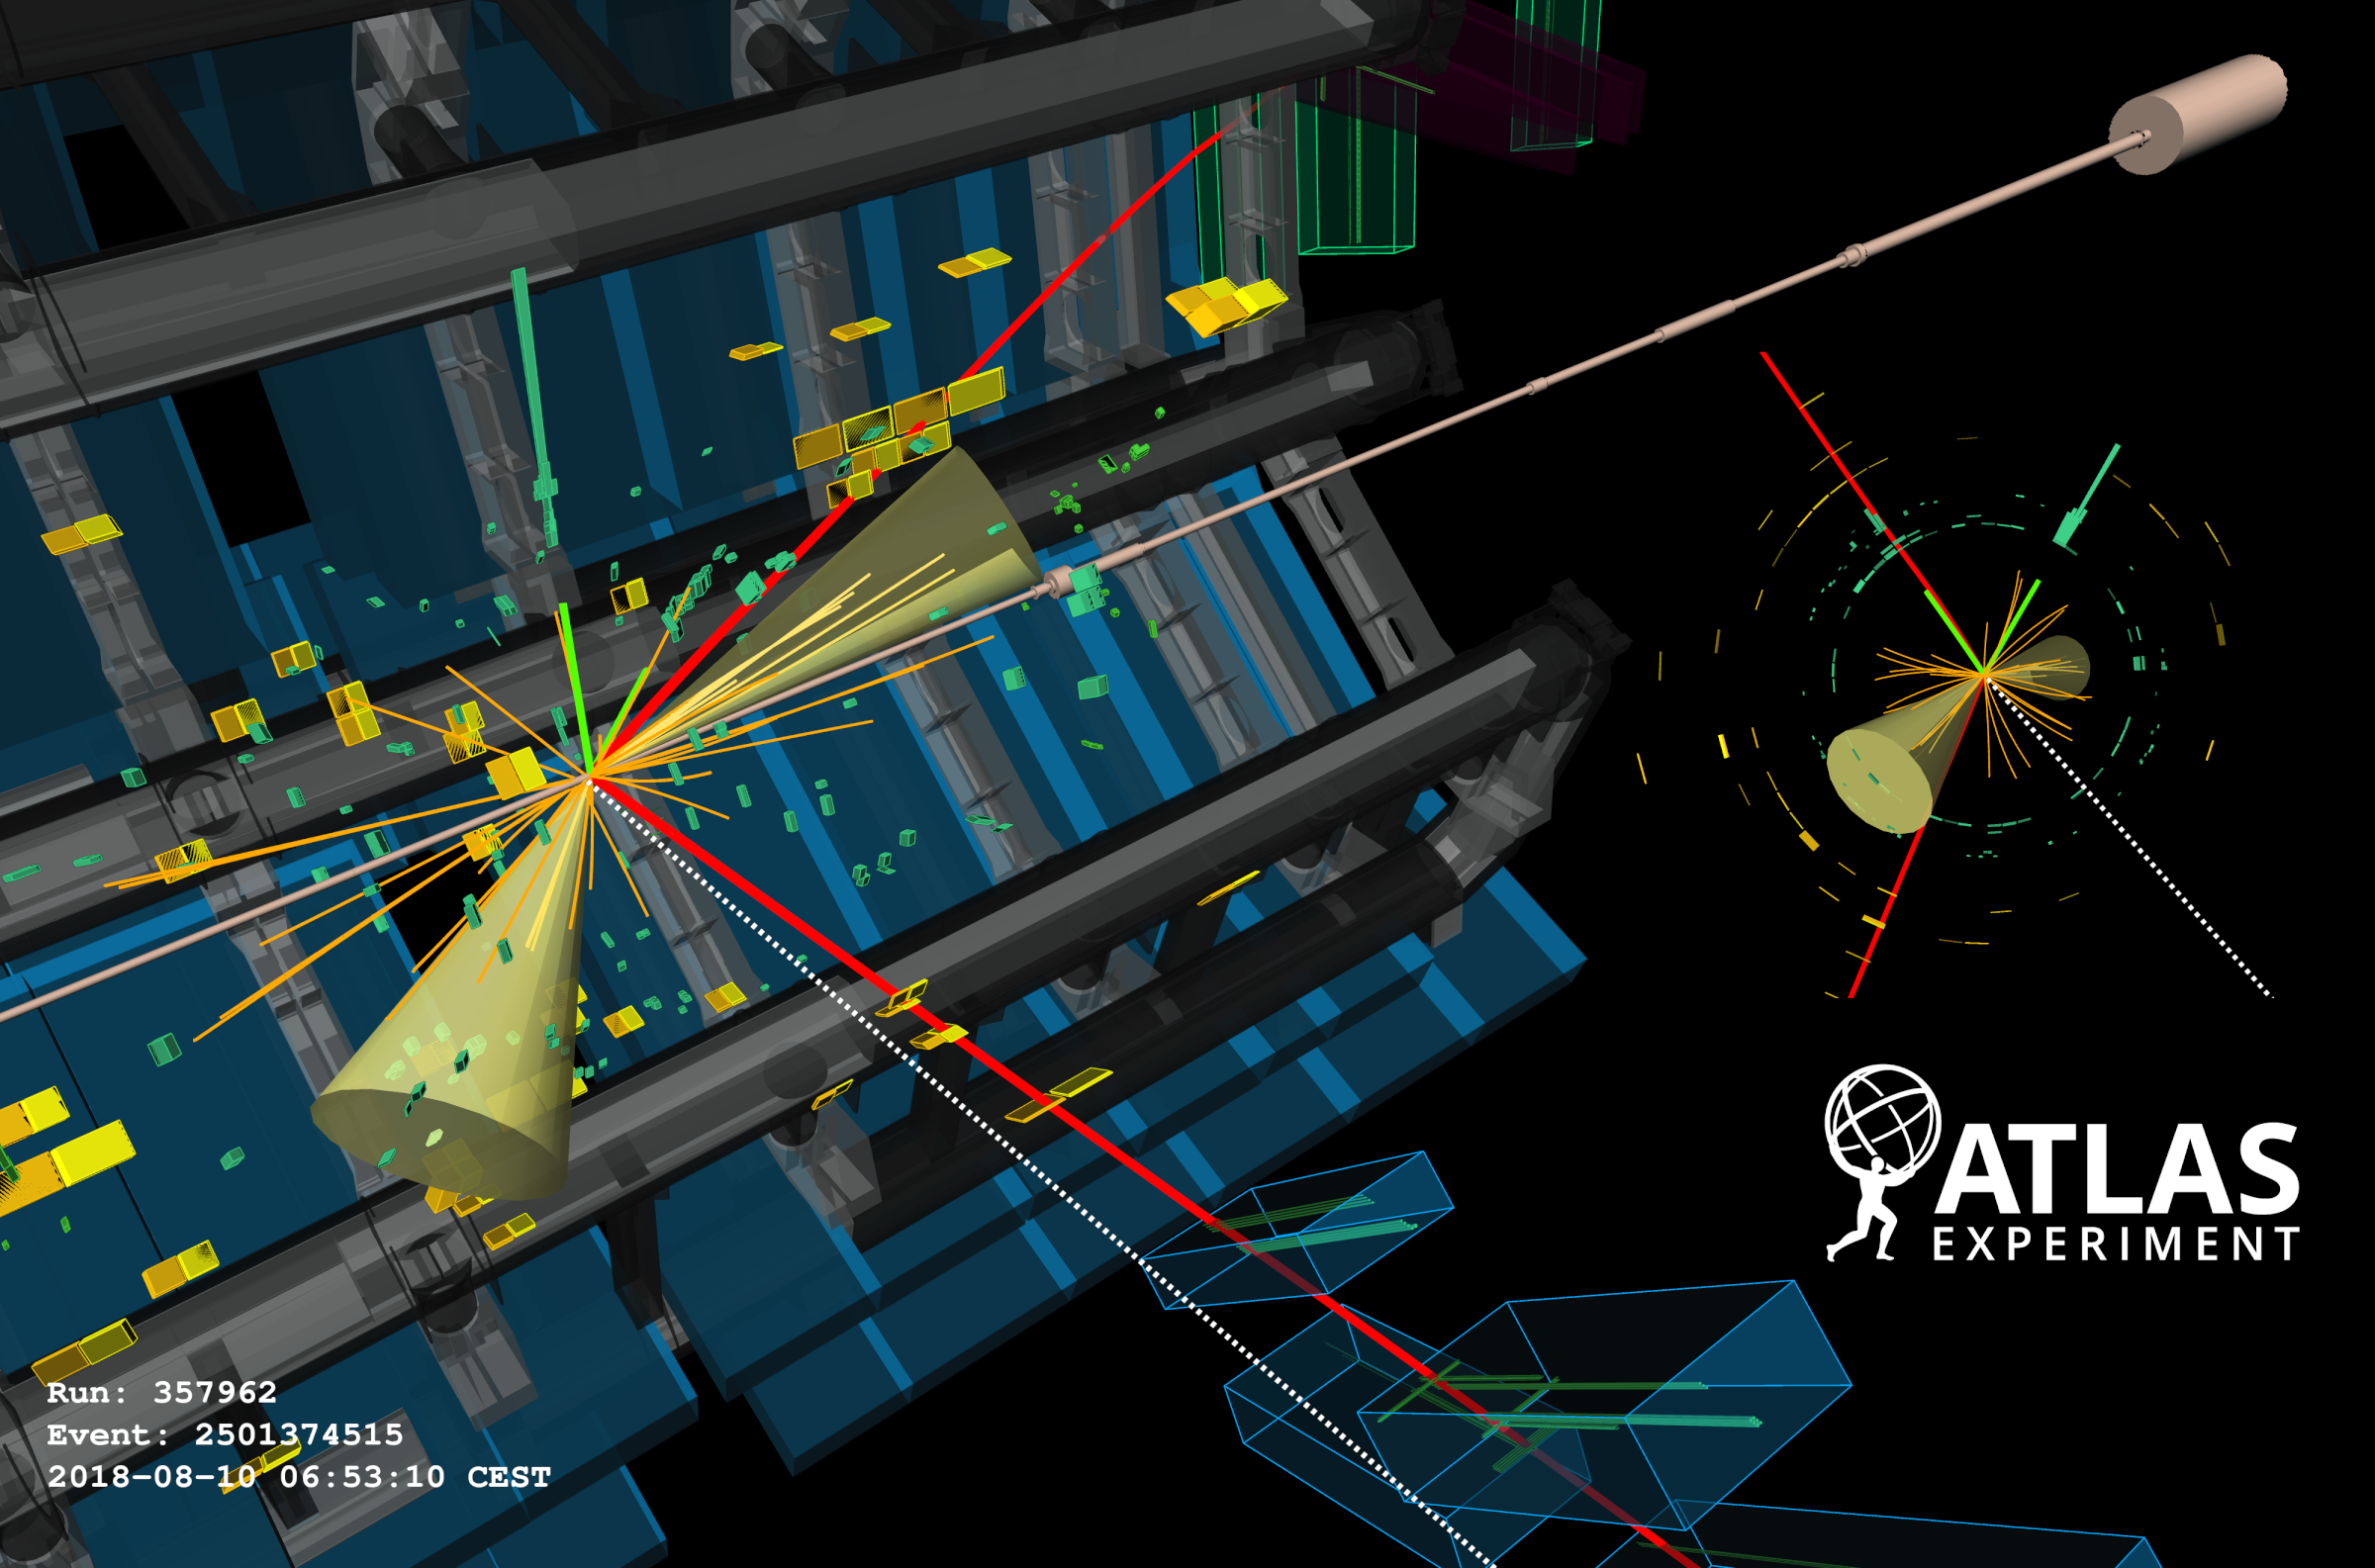 ATLAS
EXPERIMENT
Run: 357962
Event: 2501374515
2018-08-10 06:53:10 CEST